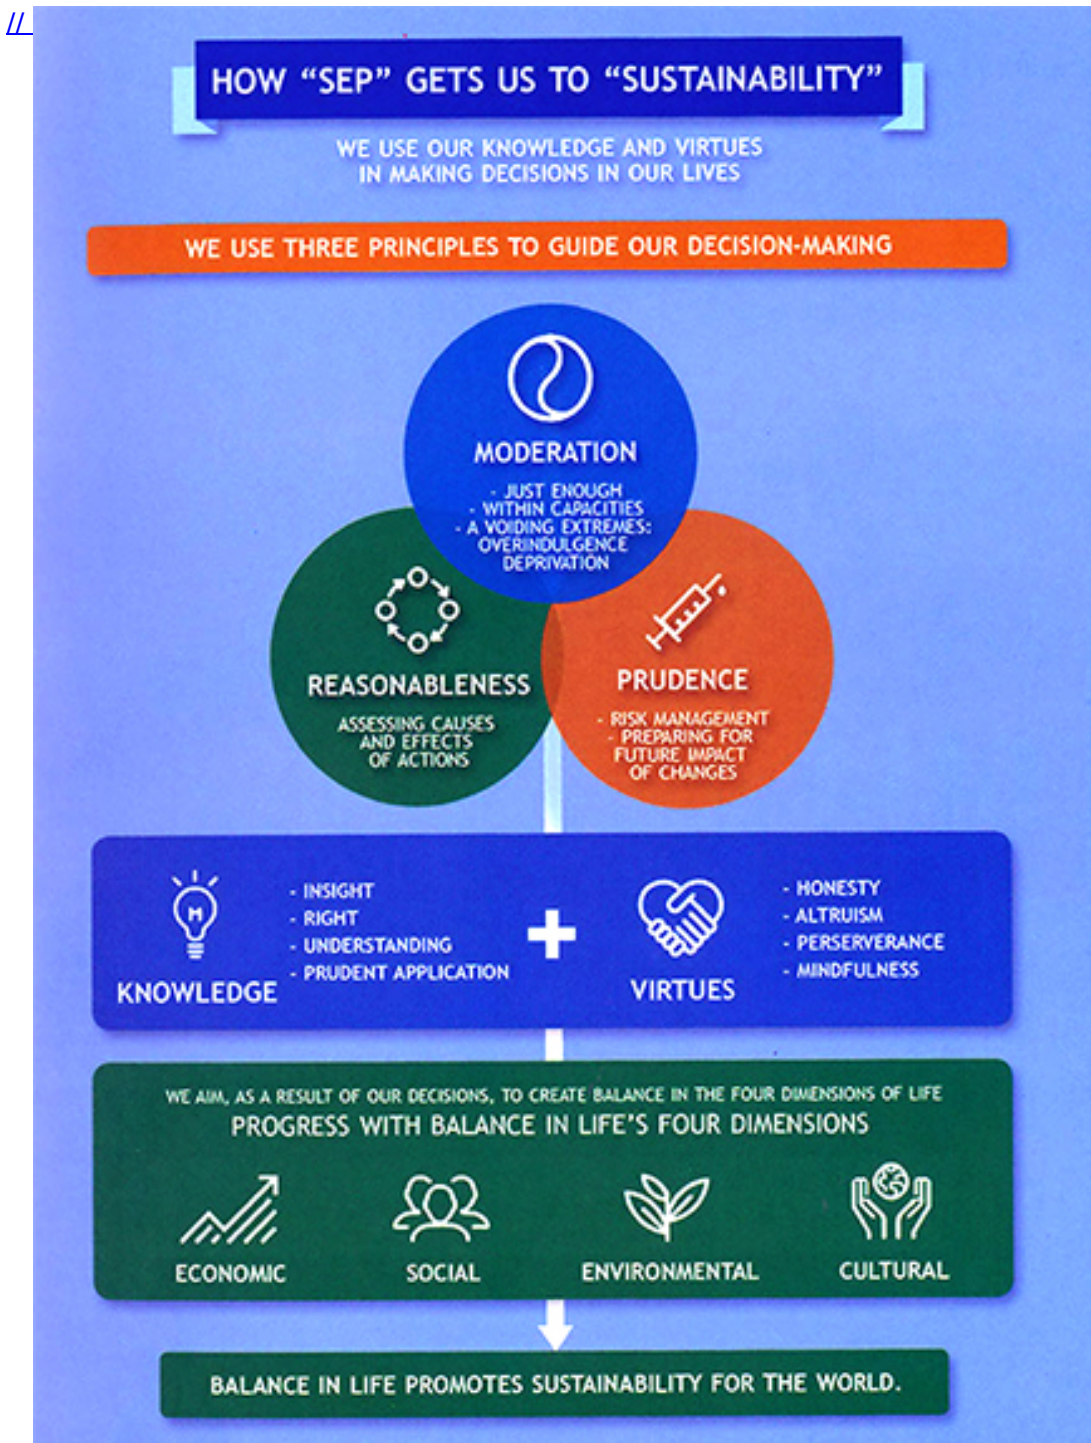 //
HOW “SEP” GETS US TO “SUSTAINABILITY”
WE USE OUR KNOWLEDGE AND VIRTUES
IN MAKING DECISIONS IN OUR LIVES
WE USE THREE PRINCIPLES TO GUIDE OUR DECISION-MAKING
MODERATION
- JUST ENOUGH
- WITHIN CAPACITIES
- A VOIDING EXTREMES:
OVERINDULGENCE
DEPRIVATION
REASONABLENESS
ASSESSING CAUSES
AND EFFECTS
OF ACTIONS
PRUDENCE
- RISK MANAGEMENT
- PREPARING FOR
FUTURE IMPACT
OF CHANGES
KNOWLEDGE
- INSIGHT
- RIGHT
- UNDERSTANDING
- PRUDENT APPLICATION
VIRTUES
- HONESTY
- ALTRUISM
- PERSERVERANCE
- MINDFULNESS
WE AIM, AS A RESULT OF OUR DECISIONS, TO CREATE BALANCE IN THE FOUR DIMENSIONS OF LIFE
PROGRESS WITH BALANCE IN LIFE'S FOUR DIMENSIONS
ECONOMIC
SOCIAL
ENVIRONMENTAL
CULTURAL
BALANCE IN LIFE PROMOTES SUSTAINABILITY FOR THE WORLD.